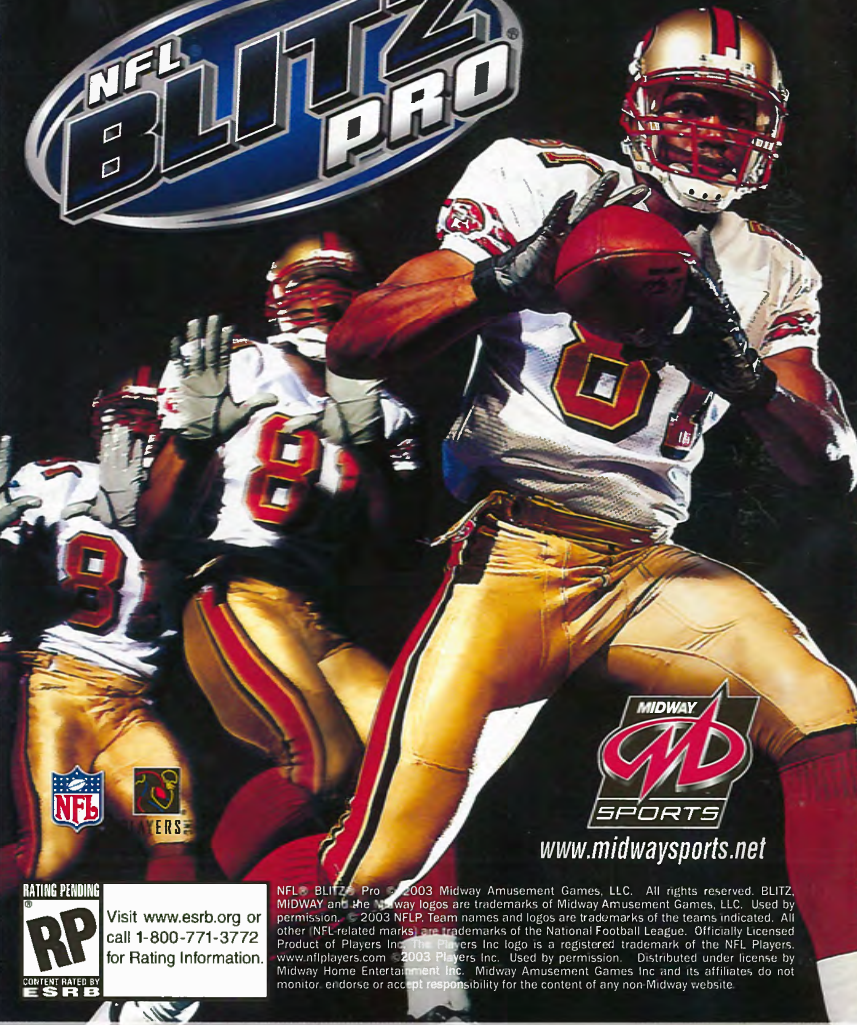 NFL
BLITZ
PRO
®
81
81
8
8
NFL
PLAYERS
INC
MIDWAY
SPORTS
www.midwaysports.net
RATING PENDING
®
RP
CONTENT RATED BY
ESRB
Visit www.esrb.org or
call 1-800-771-3772
for Rating Information.
NFL® BLITZ® Pro © 2003 Midway Amusement Games, LLC. All rights reserved. BLITZ,
MIDWAY and the Midway logos are trademarks of Midway Amusement Games, LLC. Used by
permission. © 2003 NFLP. Team names and logos are trademarks of the teams indicated. All
other (NFL-related marks) are trademarks of the National Football League. Officially Licensed
Product of Players Inc. The Players Inc logo is a registered trademark of the NFL Players.
www.nflplayers.com ©2003 Players Inc. Used by permission. Distributed under license by
Midway Home Entertainment Inc. Midway Amusement Games Inc and its affiliates do not
monitor, endorse or accept responsibility for the content of any non-Midway website.